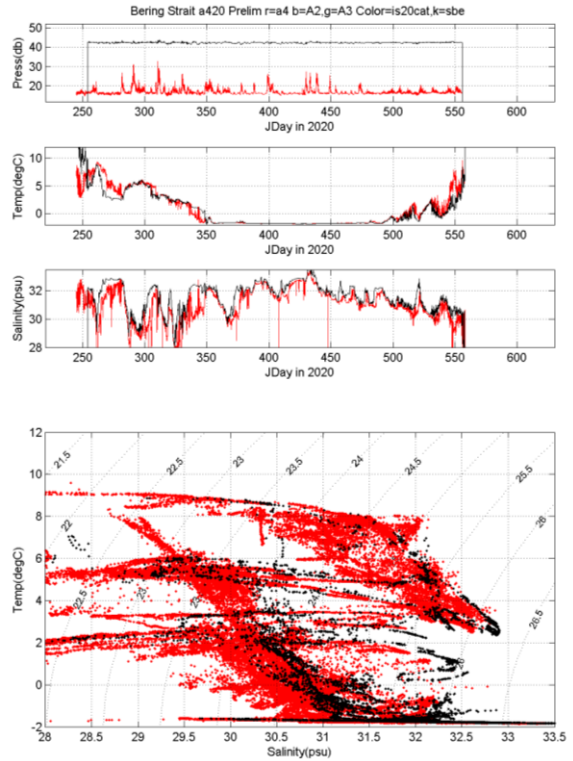 Bering Strait a420 Prelim r=a4 b=A2,g=A3 Color=is20cat,k=sbe
50
40
30
20
Press(db)
250 300 350 400 450 500 550 600
JDay in 2020
10
5
0
Temp(degC)
250 300 350 400 450 500 550 600
JDay in 2020
32
30
28
Salinity(psu)
250 300 350 400 450 500 550 600
JDay in 2020
12
10
8
6
4
2
0
-2
Temp(degC)
21.5 22.5 23 23.5 24 24.5 25.5
22 26
22.5 23 26.5
28 28.5 29 29.5 30 30.5 31 31.5 32 32.5 33 33.5
Salinity(psu)